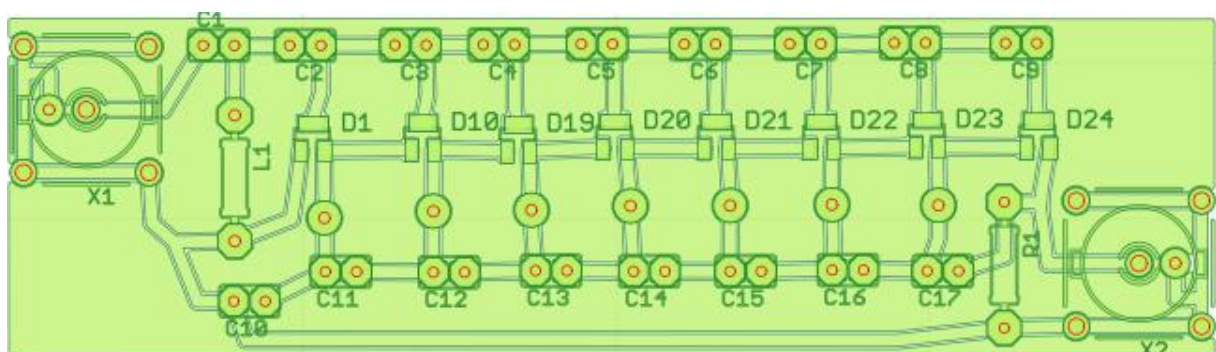 C1
C2 C3 C4 C5 C6 C7 C8 C9
D1 D10 D19 D20 D21 D22 D23 D24
L1
X1
R1
C11 C12 C13 C14 C15 C16 C17
C10
X2